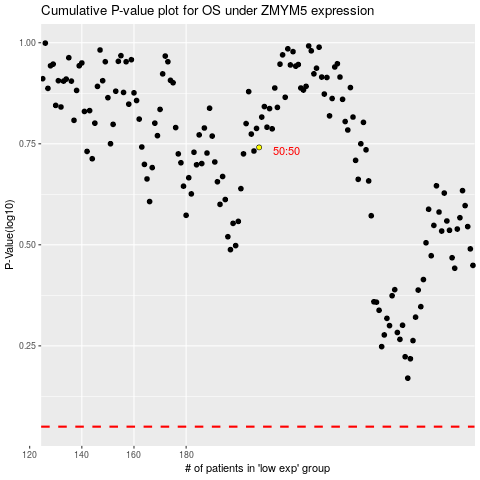 Cumulative P-value plot for OS under ZMYM5 expression
P-Value(log10)
1.00
0.75
0.50
0.25
50:50
120 140 160 180
# of patients in 'low exp' group